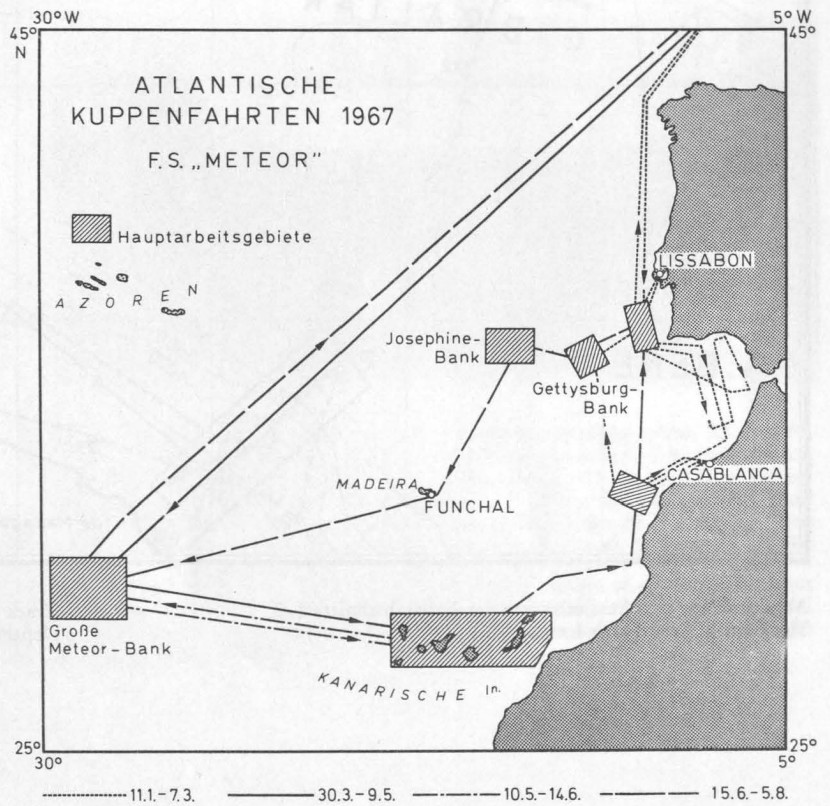 30°W
5°W
45°
N
45°
ATLANTISCHE
KUPPENFAHRTEN 1967
F.S. „METEOR"
Hauptarbeitsgebiete
AZOREN
LISSABON
Josephine-
Bank
Gettysburg-
Bank
MADEIRA
FUNCHAL
CASABLANCA
Große
Meteor-Bank
KANARISCHE In.
25°
25°
30°
5°
11.1.-7.3.
30.3.-9.5.
10.5.-14.6.
15.6.-5.8.